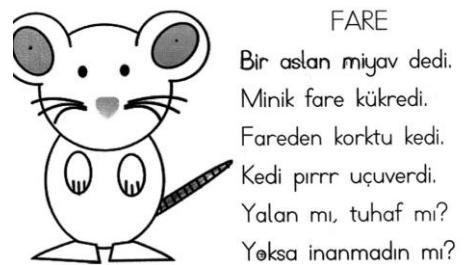 FARE
Bir aslan miyav dedi.
Minik fare kükredi.
Fareden korktu kedi.
Kedi pırrr uçuverdi.
Yalan mı, tuhaf mı?
Yoksa inanmadın mı?